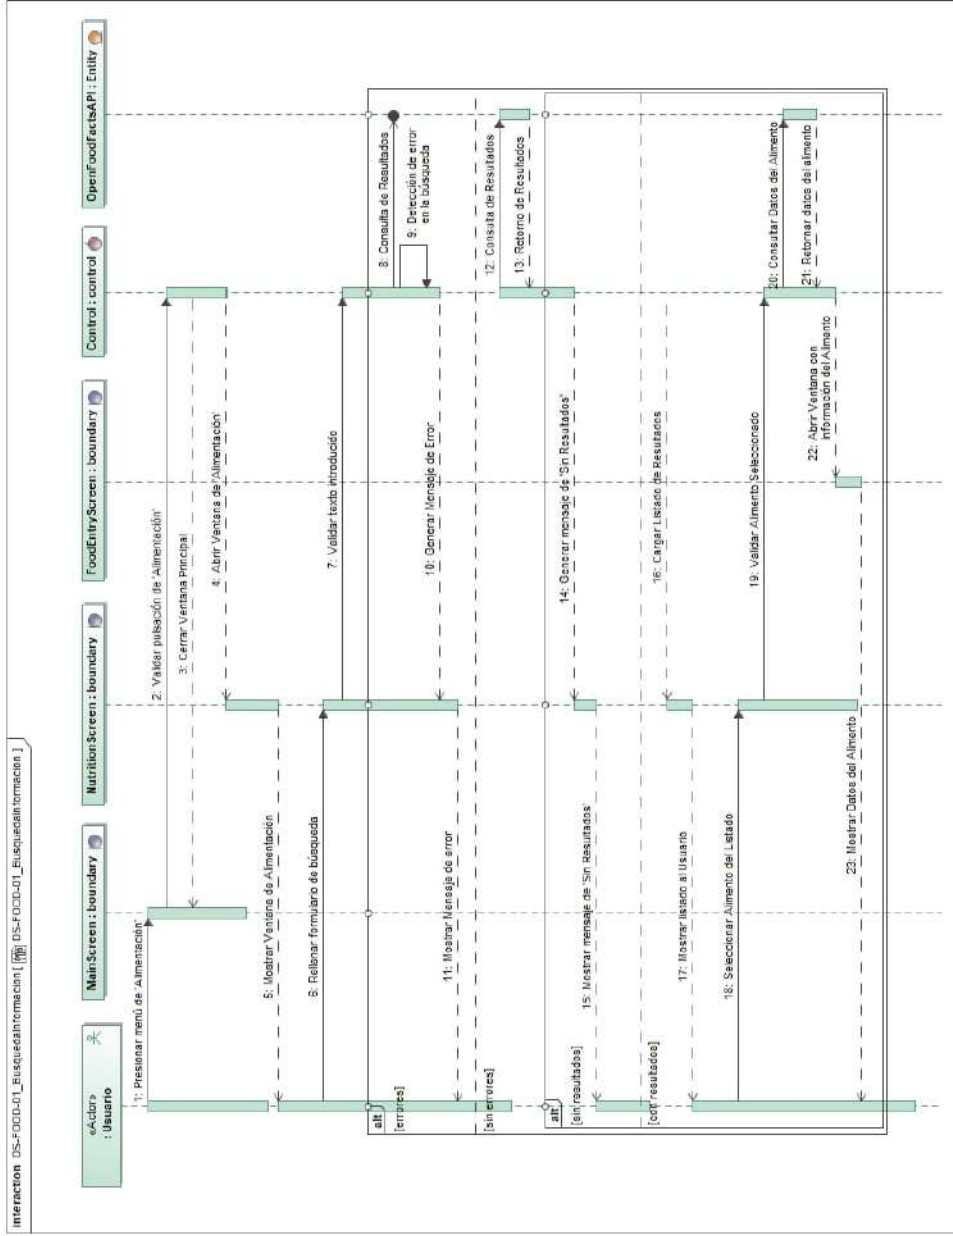 interaction DS-FOOD-01_BusquedaInformacion [ DS-FOOD-01_BusquedaInformacion ]
«Actor»
: Usuario
MainScreen : boundary
NutritionScreen : boundary
FoodEntryScreen : boundary
Control : control
OpenFoodFactsAPI : Entity
1: Presionar menú de 'Alimentación'
2: Validar pulsación de 'Alimentación'
3: Cerrar Ventana Principal
4: Abrir Ventana de 'Alimentación'
5: Mostrar Ventana de Alimentación
6: Rellenar formulario de búsqueda
7: Validar texto introducido
alt
[errores]
8: Consulta de Resultados
9: Detección de error
en la búsqueda
10: Generar Mensaje de Error
11: Mostrar Mensaje de error
[sin errores]
12: Consulta de Resultados
13: Retorno de Resultados
alt
[sin resultados]
14: Generar mensaje de 'Sin Resultados'
15: Mostrar mensaje de 'Sin Resultados'
[con resultados]
16: Cargar Listado de Resultados
17: Mostrar listado al Usuario
18: Seleccionar Alimento del Listado
19: Validar Alimento Seleccionado
20: Consultar Datos del Alimento
21: Retornar datos del alimento
22: Abrir Ventana con
información del Alimento
23: Mostrar Datos del Alimento